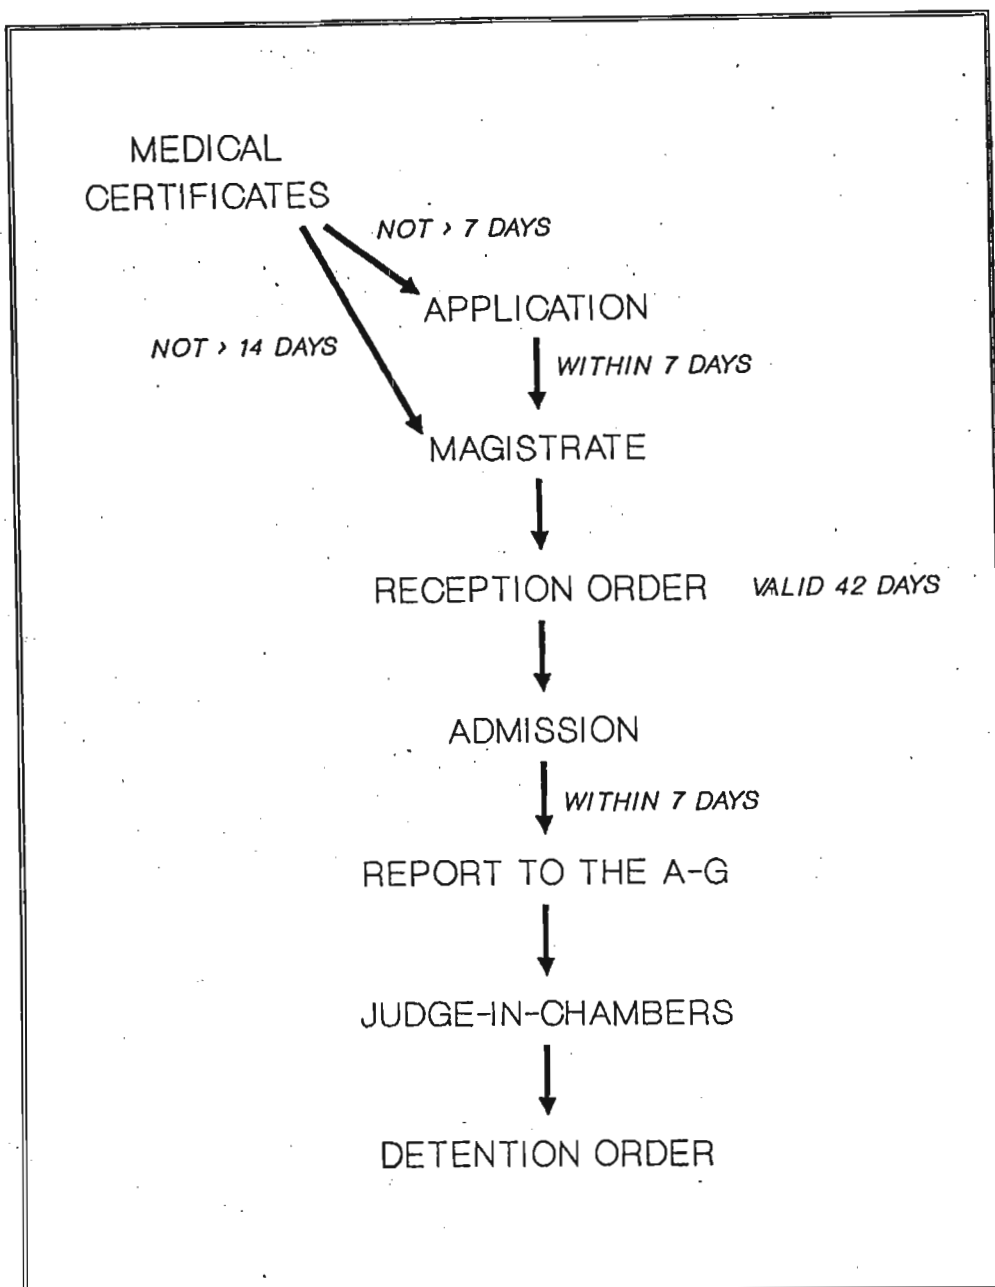 MEDICAL
CERTIFICATES
NOT > 7 DAYS
APPLICATION
NOT > 14 DAYS
WITHIN 7 DAYS
MAGISTRATE
RECEPTION ORDER VALID 42 DAYS
ADMISSION
WITHIN 7 DAYS
REPORT TO THE A-G
JUDGE-IN-CHAMBERS
DETENTION ORDER